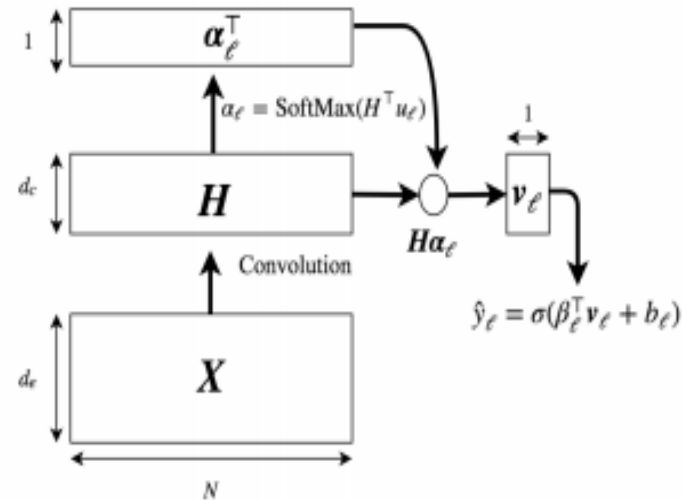 1
α_ℓ^⊤
α_ℓ = SoftMax(H^⊤u_ℓ)
1
d_c
H
v_ℓ
Hα_ℓ
Convolution
ŷ_ℓ = σ(β_ℓ^⊤v_ℓ + b_ℓ)
d_e
X
N